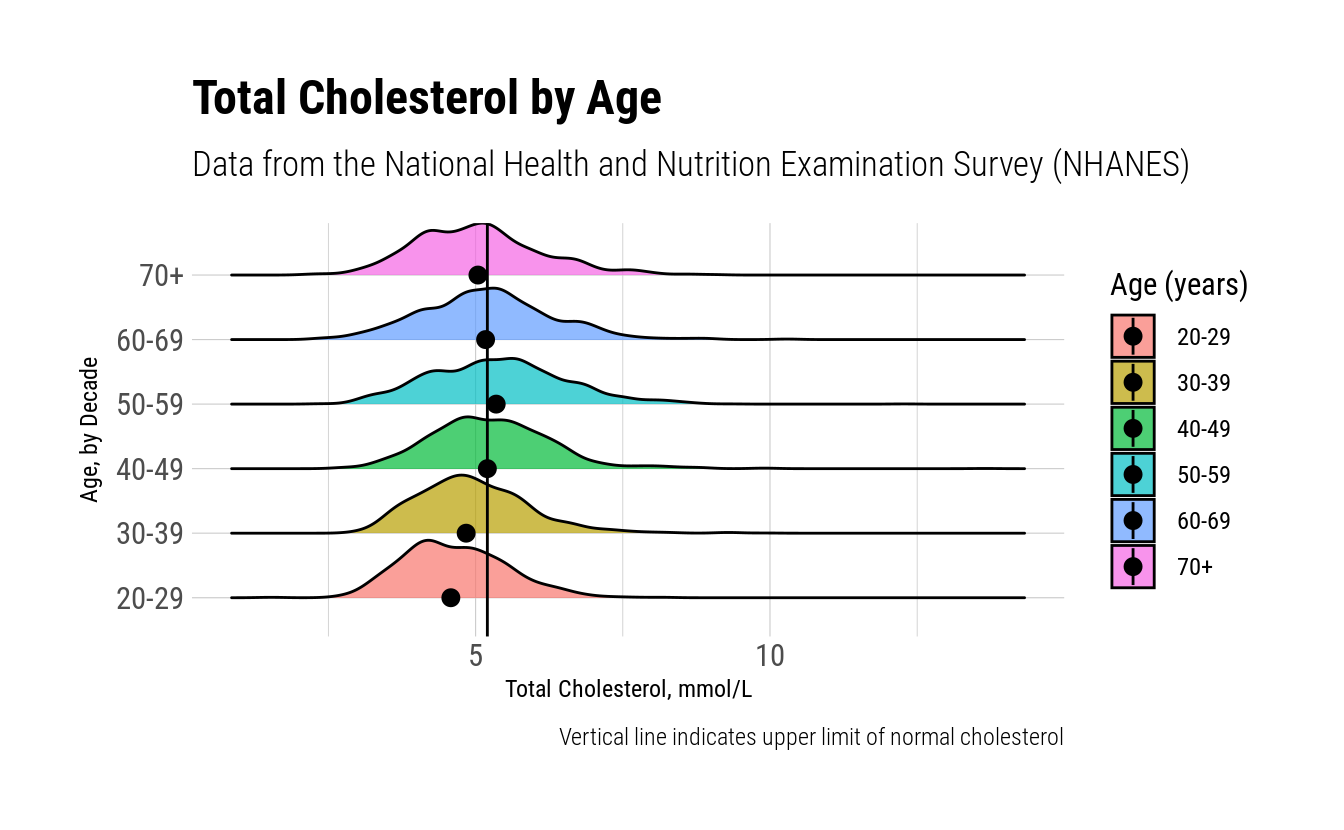 Total Cholesterol by Age
Data from the National Health and Nutrition Examination Survey (NHANES)
Age, by Decade
70+
60-69
50-59
40-49
30-39
20-29
5
10
Total Cholesterol, mmol/L
Vertical line indicates upper limit of normal cholesterol
Age (years)
20-29
30-39
40-49
50-59
60-69
70+